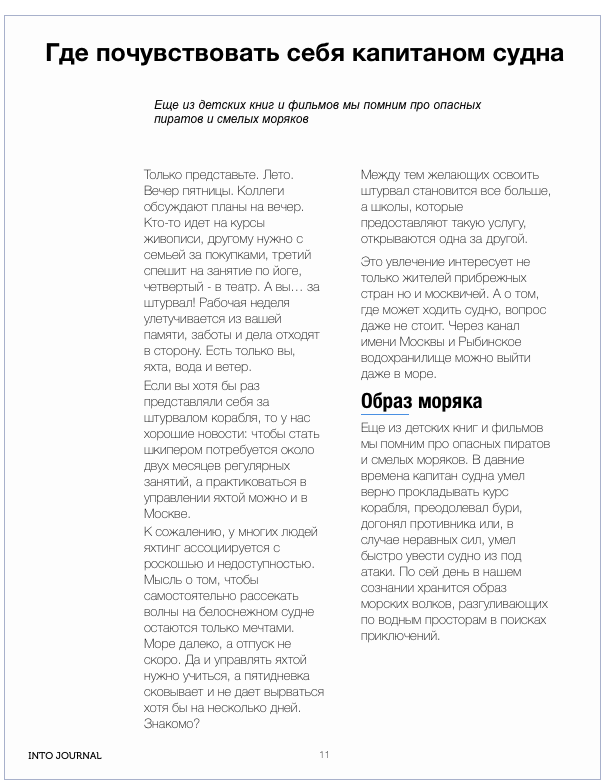 Где почувствовать себя капитаном судна
Еще из детских книг и фильмов мы помним про опасных
пиратов и смелых моряков
Только представьте. Лето.
Вечер пятницы. Коллеги
обсуждают планы на вечер.
Кто-то идет на курсы
живописи, другому нужно с
семьей за покупками, третий
спешит на занятие по йоге,
четвертый - в театр. А вы… за
штурвал! Рабочая неделя
улетучивается из вашей
памяти, заботы и дела отходят
в сторону. Есть только вы,
яхта, вода и ветер.
Если вы хотя бы раз
представляли себя за
штурвалом корабля, то у нас
хорошие новости: чтобы стать
шкипером потребуется около
двух месяцев регулярных
занятий, а практиковаться в
управлении яхтой можно и в
Москве.
К сожалению, у многих людей
яхтинг ассоциируется с
роскошью и недоступностью.
Мысль о том, чтобы
самостоятельно рассекать
волны на белоснежном судне
остаются только мечтами.
Море далеко, а отпуск не
скоро. Да и управлять яхтой
нужно учиться, а пятидневка
сковывает и не дает вырваться
хотя бы на несколько дней.
Знакомо?
Между тем желающих освоить
штурвал становится все больше,
а школы, которые
предоставляют такую услугу,
открываются одна за другой.
Это увлечение интересует не
только жителей прибрежных
стран но и москвичей. А о том,
где может ходить судно, вопрос
даже не стоит. Через канал
имени Москвы и Рыбинское
водохранилище можно выйти
даже в море.
Образ моряка
Еще из детских книг и фильмов
мы помним про опасных пиратов
и смелых моряков. В давние
времена капитан судна умел
верно прокладывать курс
корабля, преодолевал бури,
догонял противника или, в
случае неравных сил, умел
быстро увести судно из под
атаки. По сей день в нашем
сознании хранится образ
морских волков, разгуливающих
по водным просторам в поисках
приключений.
INTO JOURNAL
11